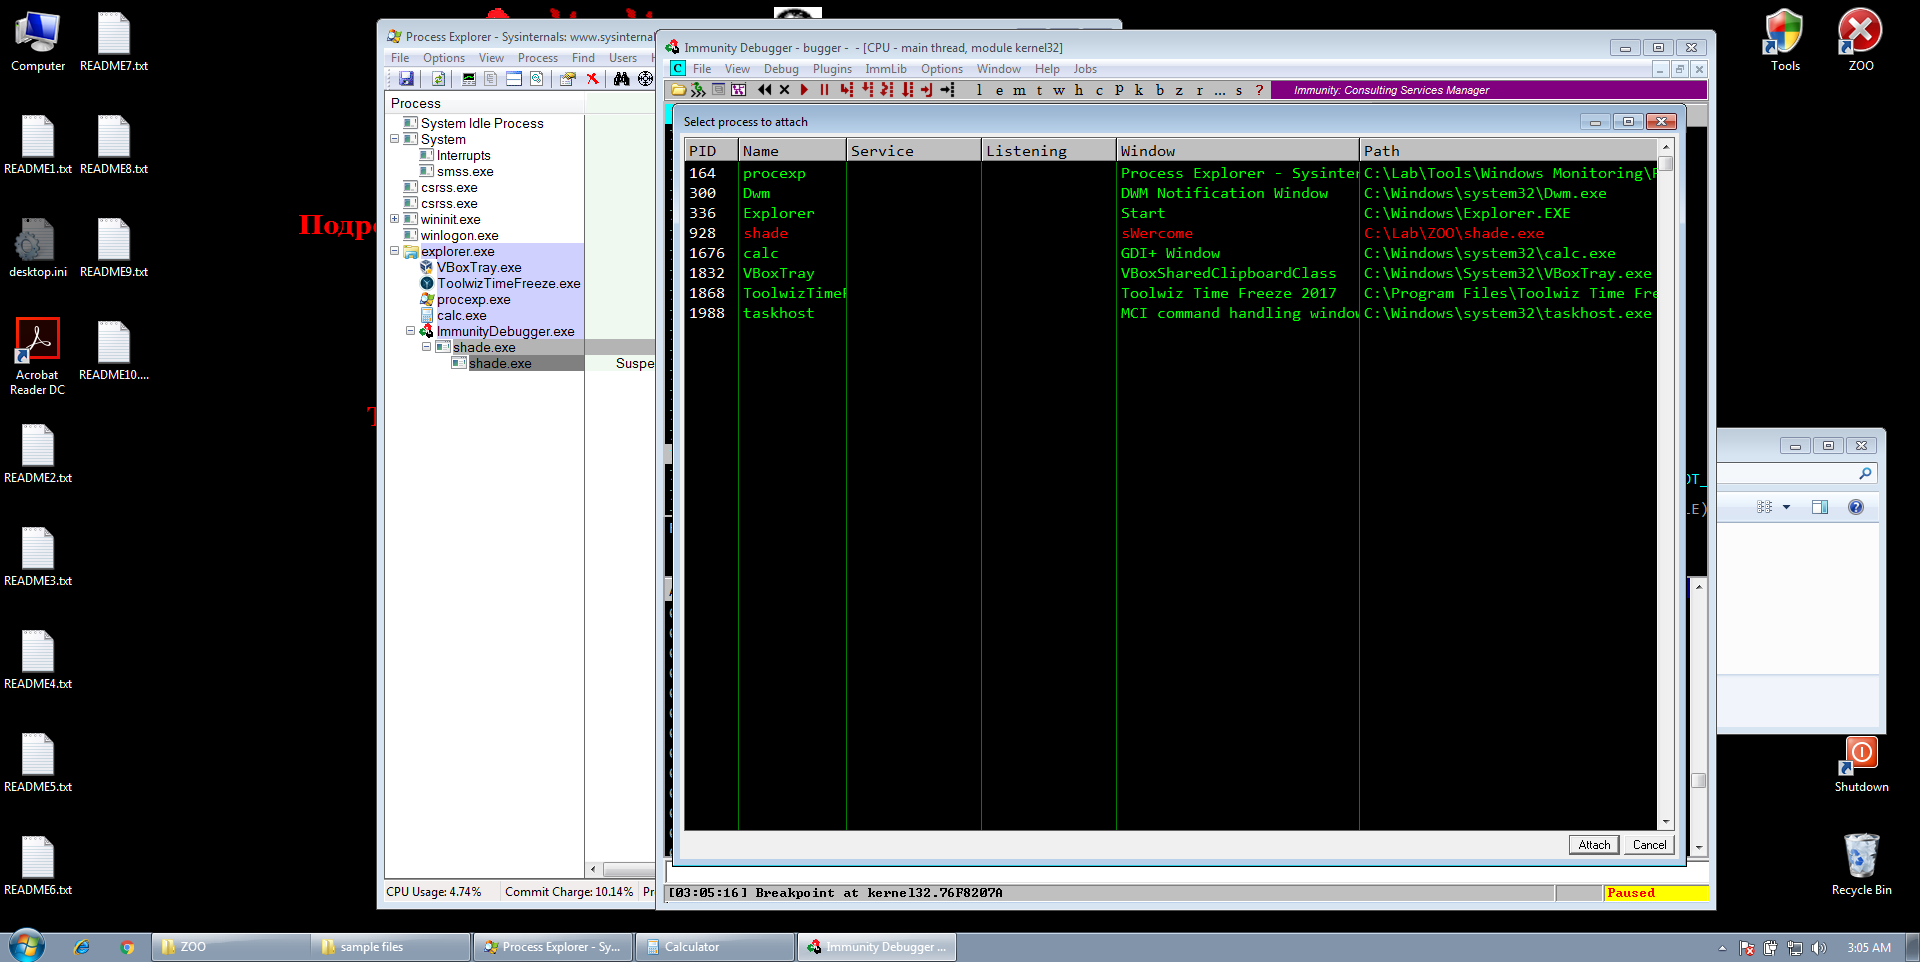 Computer
README7.txt
README1.txt
README8.txt
desktop.ini
README9.txt
Acrobat
Reader DC
README10....
README2.txt
README3.txt
README4.txt
README5.txt
README6.txt
Tools
ZOO
Shutdown
Recycle Bin
Process Explorer - Sysinternals: www.sysinternal
File Options View Process Find Users
Process
System Idle Process
System
Interrupts
smss.exe
csrss.exe
csrss.exe
wininit.exe
winlogon.exe
explorer.exe
VBoxTray.exe
ToolwizTimeFreeze.exe
procexp.exe
calc.exe
ImmunityDebugger.exe
shade.exe
shade.exe Suspe
CPU Usage: 4.74% Commit Charge: 10.14% Pr
Immunity Debugger - bugger - - [CPU - main thread, module kernel32]
C File View Debug Plugins ImmLib Options Window Help Jobs
l e m t w h c P k b z r ... s ? Immunity: Consulting Services Manager
Select process to attach
PID Name Service Listening Window Path
164 procexp Process Explorer - Sysinter C:\Lab\Tools\Windows Monitoring\P
300 Dwm DWM Notification Window C:\Windows\system32\Dwm.exe
336 Explorer Start C:\Windows\Explorer.EXE
928 shade sWercome C:\Lab\ZOO\shade.exe
1676 calc GDI+ Window C:\Windows\system32\calc.exe
1832 VBoxTray VBoxSharedClipboardClass C:\Windows\System32\VBoxTray.exe
1868 ToolwizTimeF Toolwiz Time Freeze 2017 C:\Program Files\Toolwiz Time Fre
1988 taskhost MCI command handling window C:\Windows\system32\taskhost.exe
Attach Cancel
[03:05:16] Breakpoint at kernel32.76F8207A
Paused
Подро
OT_
LE)
ZOO
sample files
Process Explorer - Sy...
Calculator
Immunity Debugger ...
3:05 AM